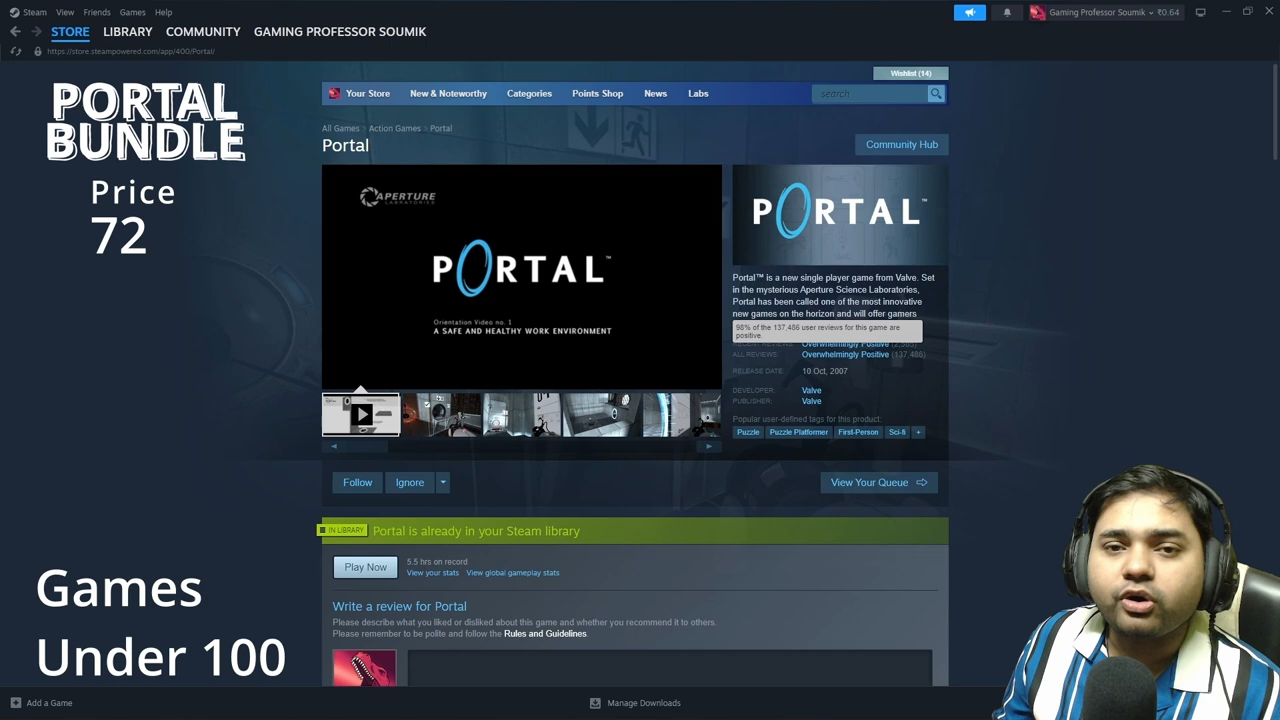 Steam View Friends Games Help
Gaming Professor Soumik ₹0.64
STORE LIBRARY COMMUNITY GAMING PROFESSOR SOUMIK
https://store.steampowered.com/app/400/Portal/
PORTAL
BUNDLE
Price
72
Games
Under 100
Wishlist (14)
Your Store New & Noteworthy Categories Points Shop News Labs
search
All Games > Action Games > Portal
Portal
Community Hub
APERTURE
LABORATORIES
PORTAL™
Orientation Video no. 1
A SAFE AND HEALTHY WORK ENVIRONMENT
PORTAL™
Portal™ is a new single player game from Valve. Set
in the mysterious Aperture Science Laboratories,
Portal has been called one of the most innovative
new games on the horizon and will offer gamers
98% of the 137,486 user reviews for this game are
positive.
RECENT REVIEWS: Overwhelmingly Positive
ALL REVIEWS: Overwhelmingly Positive (137,486)
RELEASE DATE: 10 Oct, 2007
DEVELOPER: Valve
PUBLISHER: Valve
Popular user-defined tags for this product:
Puzzle Puzzle Platformer First-Person Sci-fi +
Follow Ignore
View Your Queue
IN LIBRARY Portal is already in your Steam library
Play Now
5.5 hrs on record
View your stats View global gameplay stats
Write a review for Portal
Please describe what you liked or disliked about this game and whether you recommend it to others.
Please remember to be polite and follow the Rules and Guidelines.
Add a Game
Manage Downloads